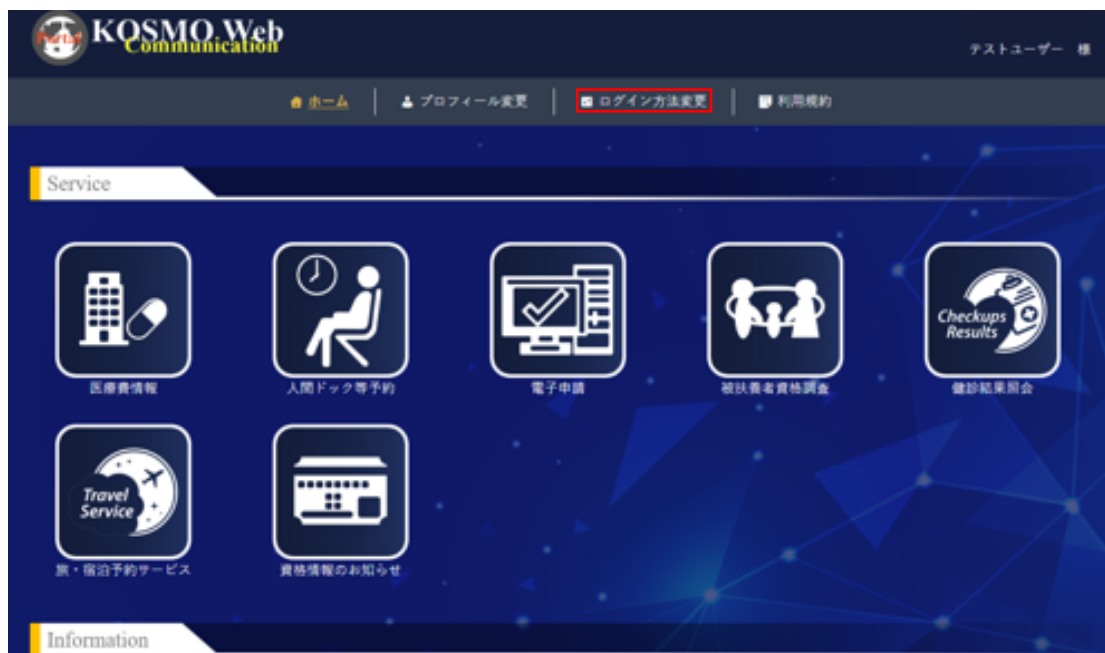 Portal
KOSMO Web
Communication
テストユーザー 様
ホーム
プロフィール変更
ログイン方法変更
利用規約
Service
Checkups
Results
医療費情報
人間ドック等予約
電子申請
被扶養者資格調査
健診結果照会
Travel
Service
旅・宿泊予約サービス
資格情報のお知らせ
Information